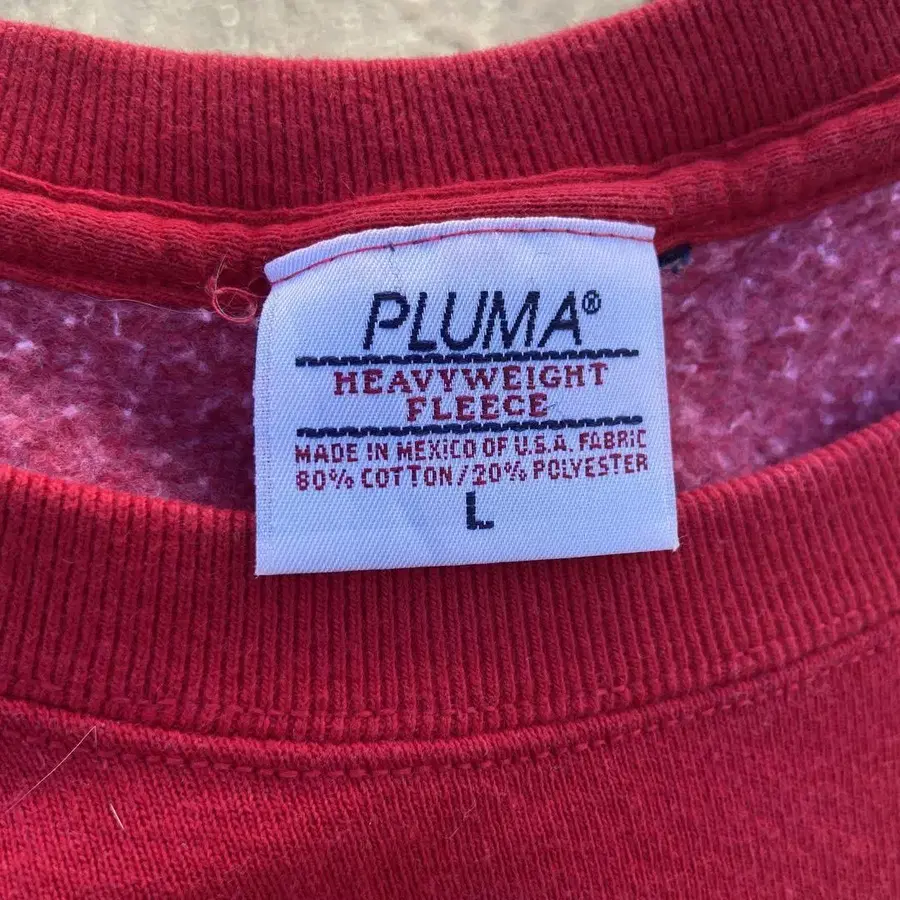 PLUMA®
HEAVYWEIGHT
FLEECE
MADE IN MEXICO OF U.S.A. FABRIC
80% COTTON/20% POLYESTER
L